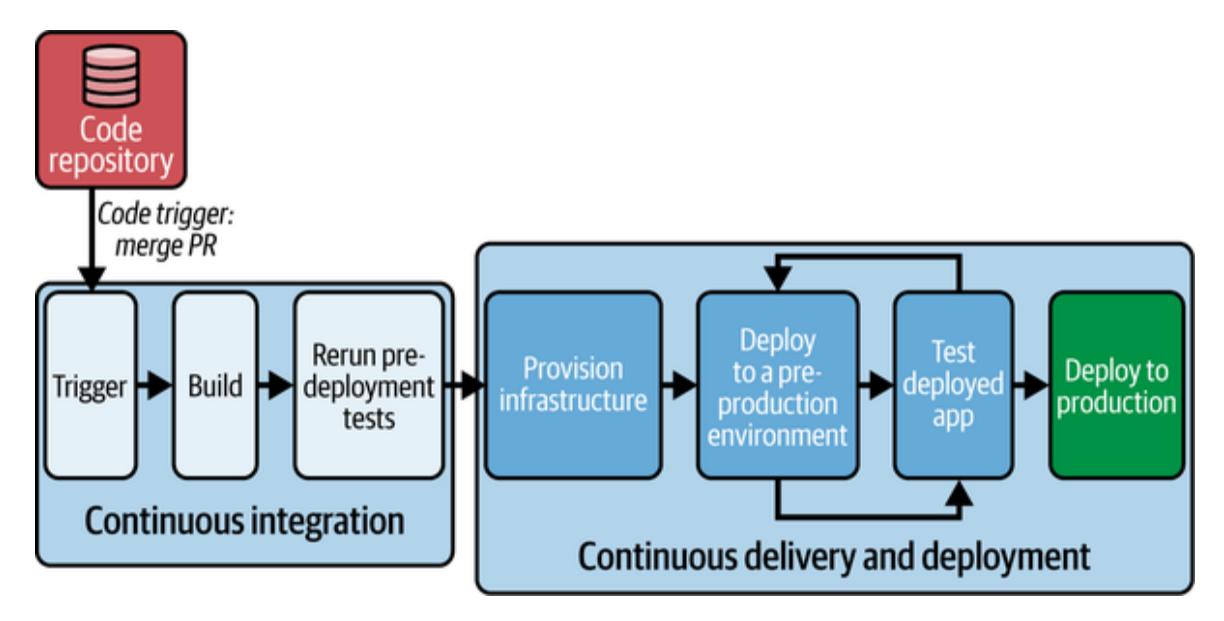 Code
repository
Code trigger:
merge PR
Trigger
Build
Rerun pre-
deployment
tests
Continuous integration
Provision
infrastructure
Deploy
to a pre-
production
environment
Test
deployed
app
Deploy to
production
Continuous delivery and deployment